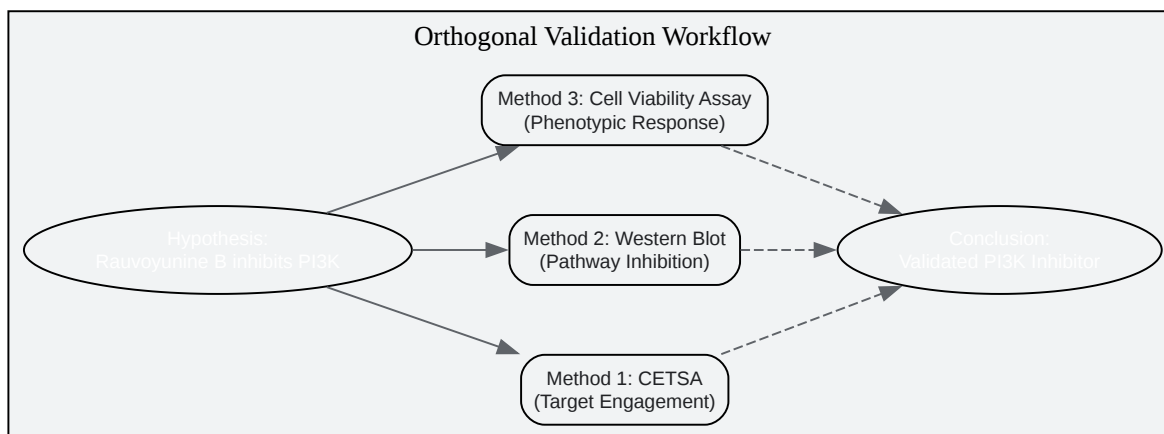 Orthogonal Validation Workflow
Method 3: Cell Viability Assay
(Phenotypic Response)
Hypothesis:
Rauvoyunine B inhibits PI3K
Method 2: Western Blot
(Pathway Inhibition)
Conclusion:
Validated PI3K Inhibitor
Method 1: CETSA
(Target Engagement)